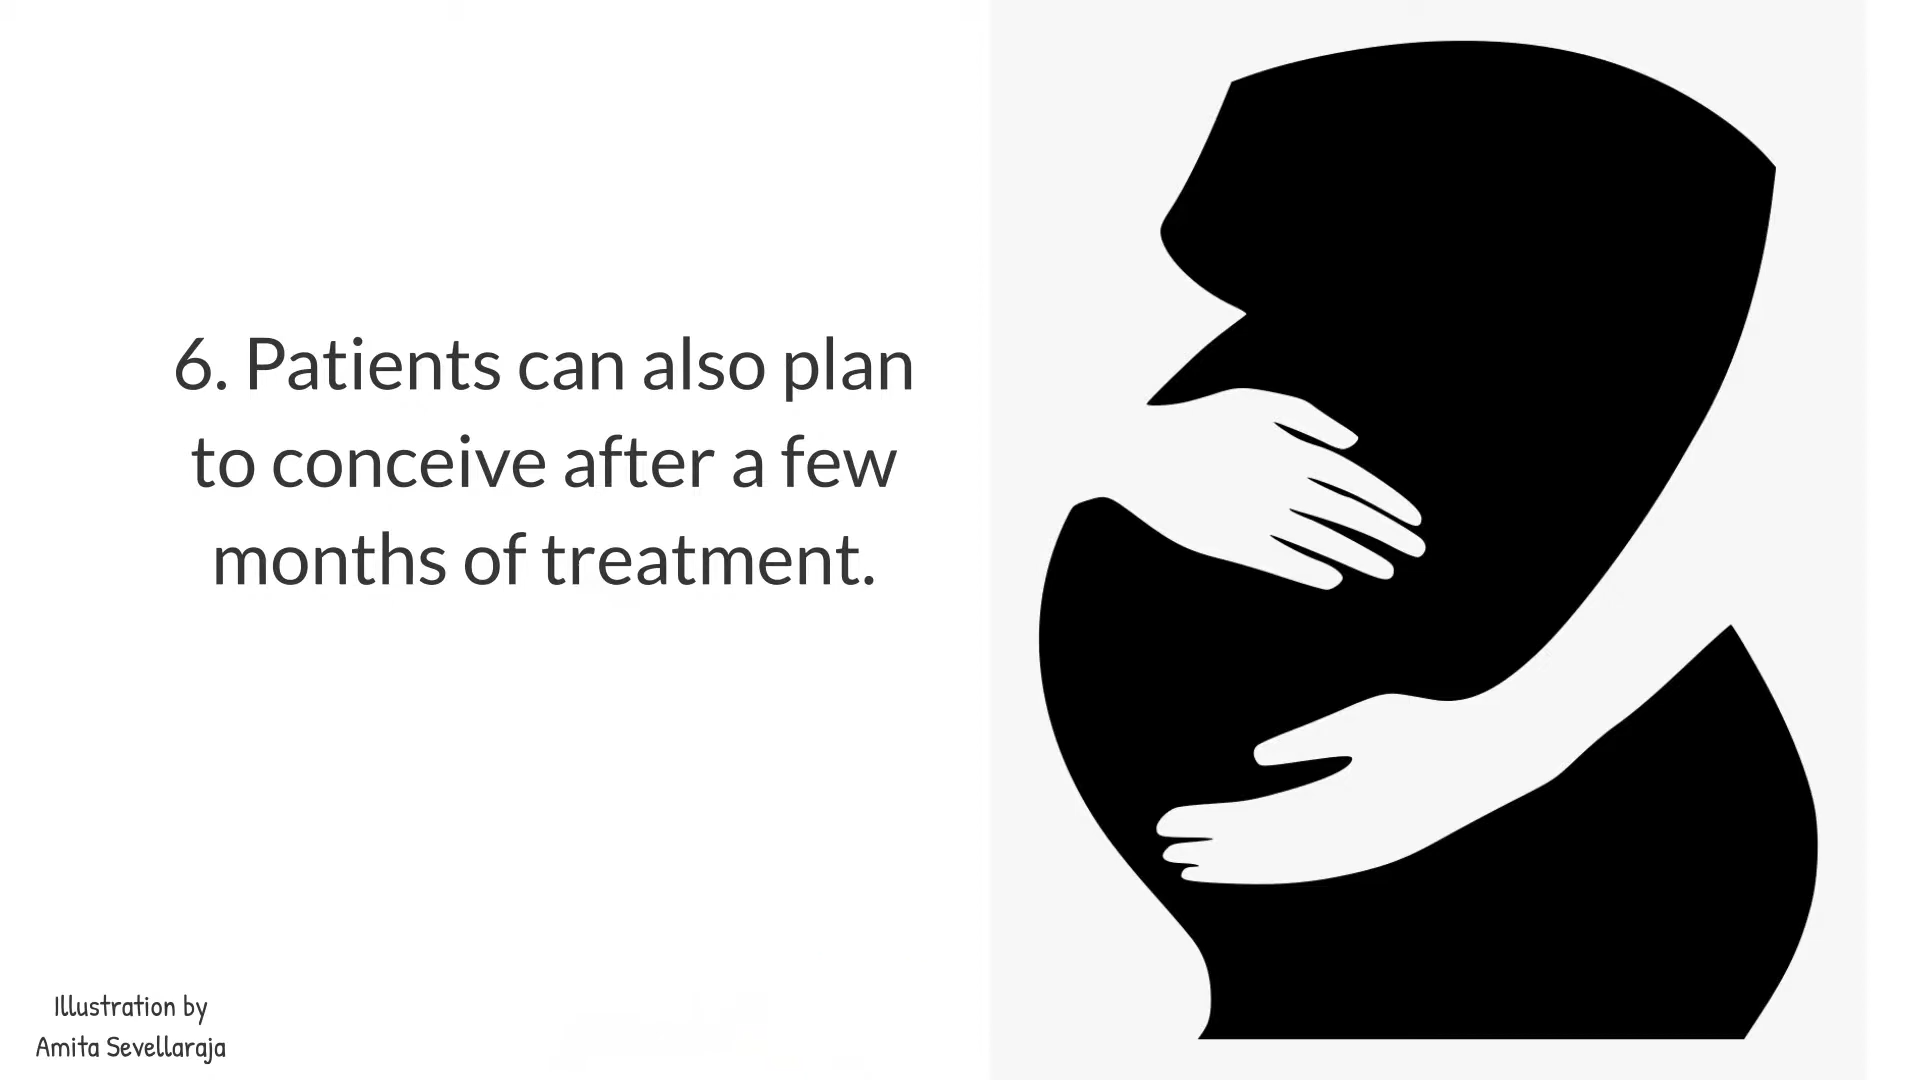 6. Patients can also plan
to conceive after a few
months of treatment.
Illustration by
Amita Sevellaraja